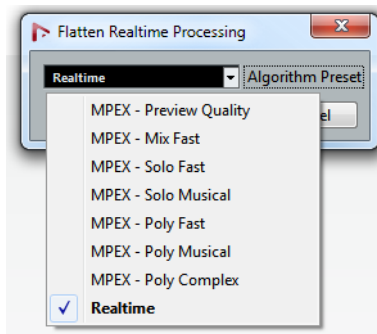 Flatten Realtime Processing
Realtime
Algorithm Preset
MPEX - Preview Quality
MPEX - Mix Fast
MPEX - Solo Fast
MPEX - Solo Musical
MPEX - Poly Fast
MPEX - Poly Musical
MPEX - Poly Complex
Realtime